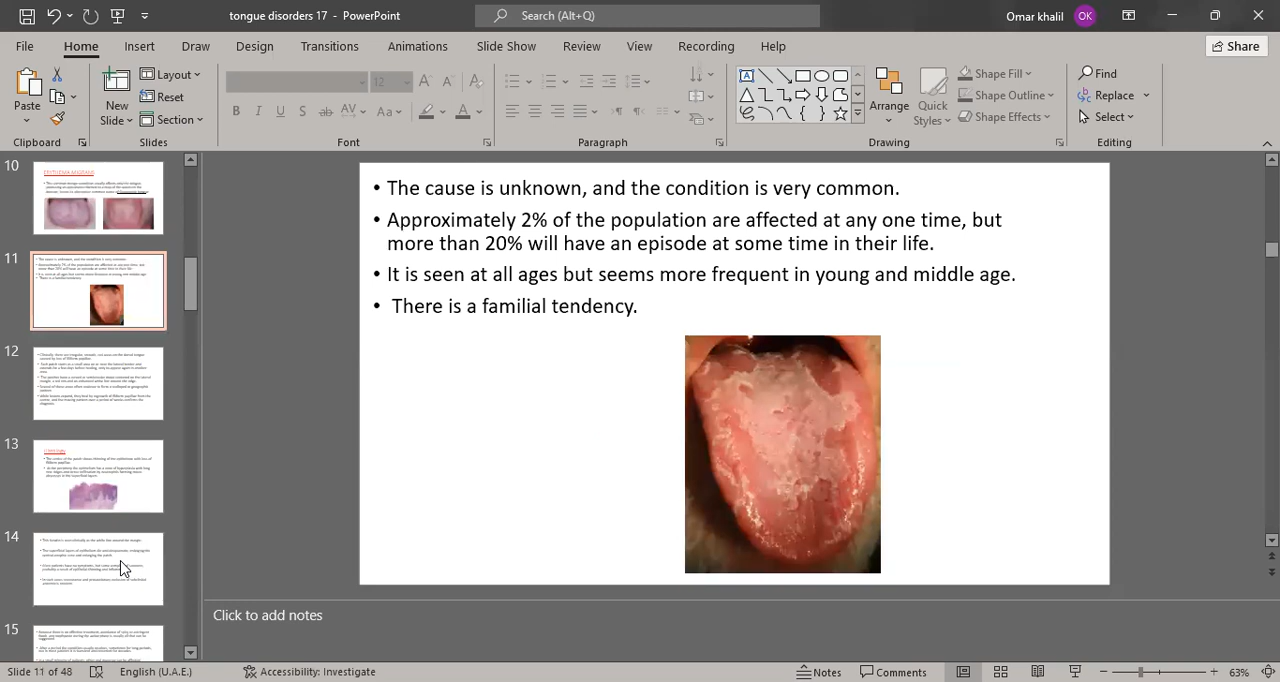 tongue disorders 17 - PowerPoint
Search (Alt+Q)
Omar khalil OK
File Home Insert Draw Design Transitions Animations Slide Show Review View Recording Help Share
Paste
New Slide
Layout
Reset
Section
12
Aa
Arrange
Quick Styles
Shape Fill
Shape Outline
Shape Effects
Find
Replace
Select
Clipboard Slides Font Paragraph Drawing Editing
10
11
12
13
14
15
• The cause is unknown, and the condition is very common.
• Approximately 2% of the population are affected at any one time, but
more than 20% will have an episode at some time in their life.
• It is seen at all ages but seems more frequent in young and middle age.
• There is a familial tendency.
Click to add notes
Slide 11 of 48 English (U.A.E.) Accessibility: Investigate Notes Comments 63%